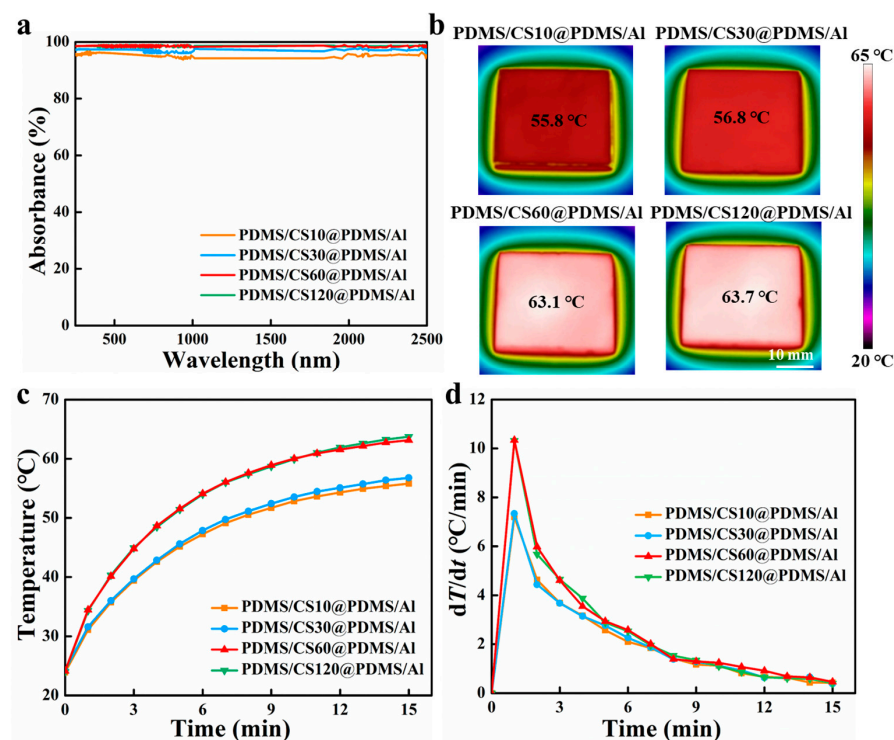 a
Absorbance (%)
100
80
60
40
20
0
500
1000
1500
2000
2500
Wavelength (nm)
PDMS/CS10@PDMS/Al
PDMS/CS30@PDMS/Al
PDMS/CS60@PDMS/Al
PDMS/CS120@PDMS/Al
b
PDMS/CS10@PDMS/Al
PDMS/CS30@PDMS/Al
55.8 °C
56.8 °C
PDMS/CS60@PDMS/Al
PDMS/CS120@PDMS/Al
63.1 °C
63.7 °C
10 mm
65 °C
20 °C
c
Temperature (°C)
70
60
50
40
30
20
0
3
6
9
12
15
Time (min)
PDMS/CS10@PDMS/Al
PDMS/CS30@PDMS/Al
PDMS/CS60@PDMS/Al
PDMS/CS120@PDMS/Al
d
dT/dt (°C/min)
12
10
8
6
4
2
0
0
3
6
9
12
15
Time (min)
PDMS/CS10@PDMS/Al
PDMS/CS30@PDMS/Al
PDMS/CS60@PDMS/Al
PDMS/CS120@PDMS/Al